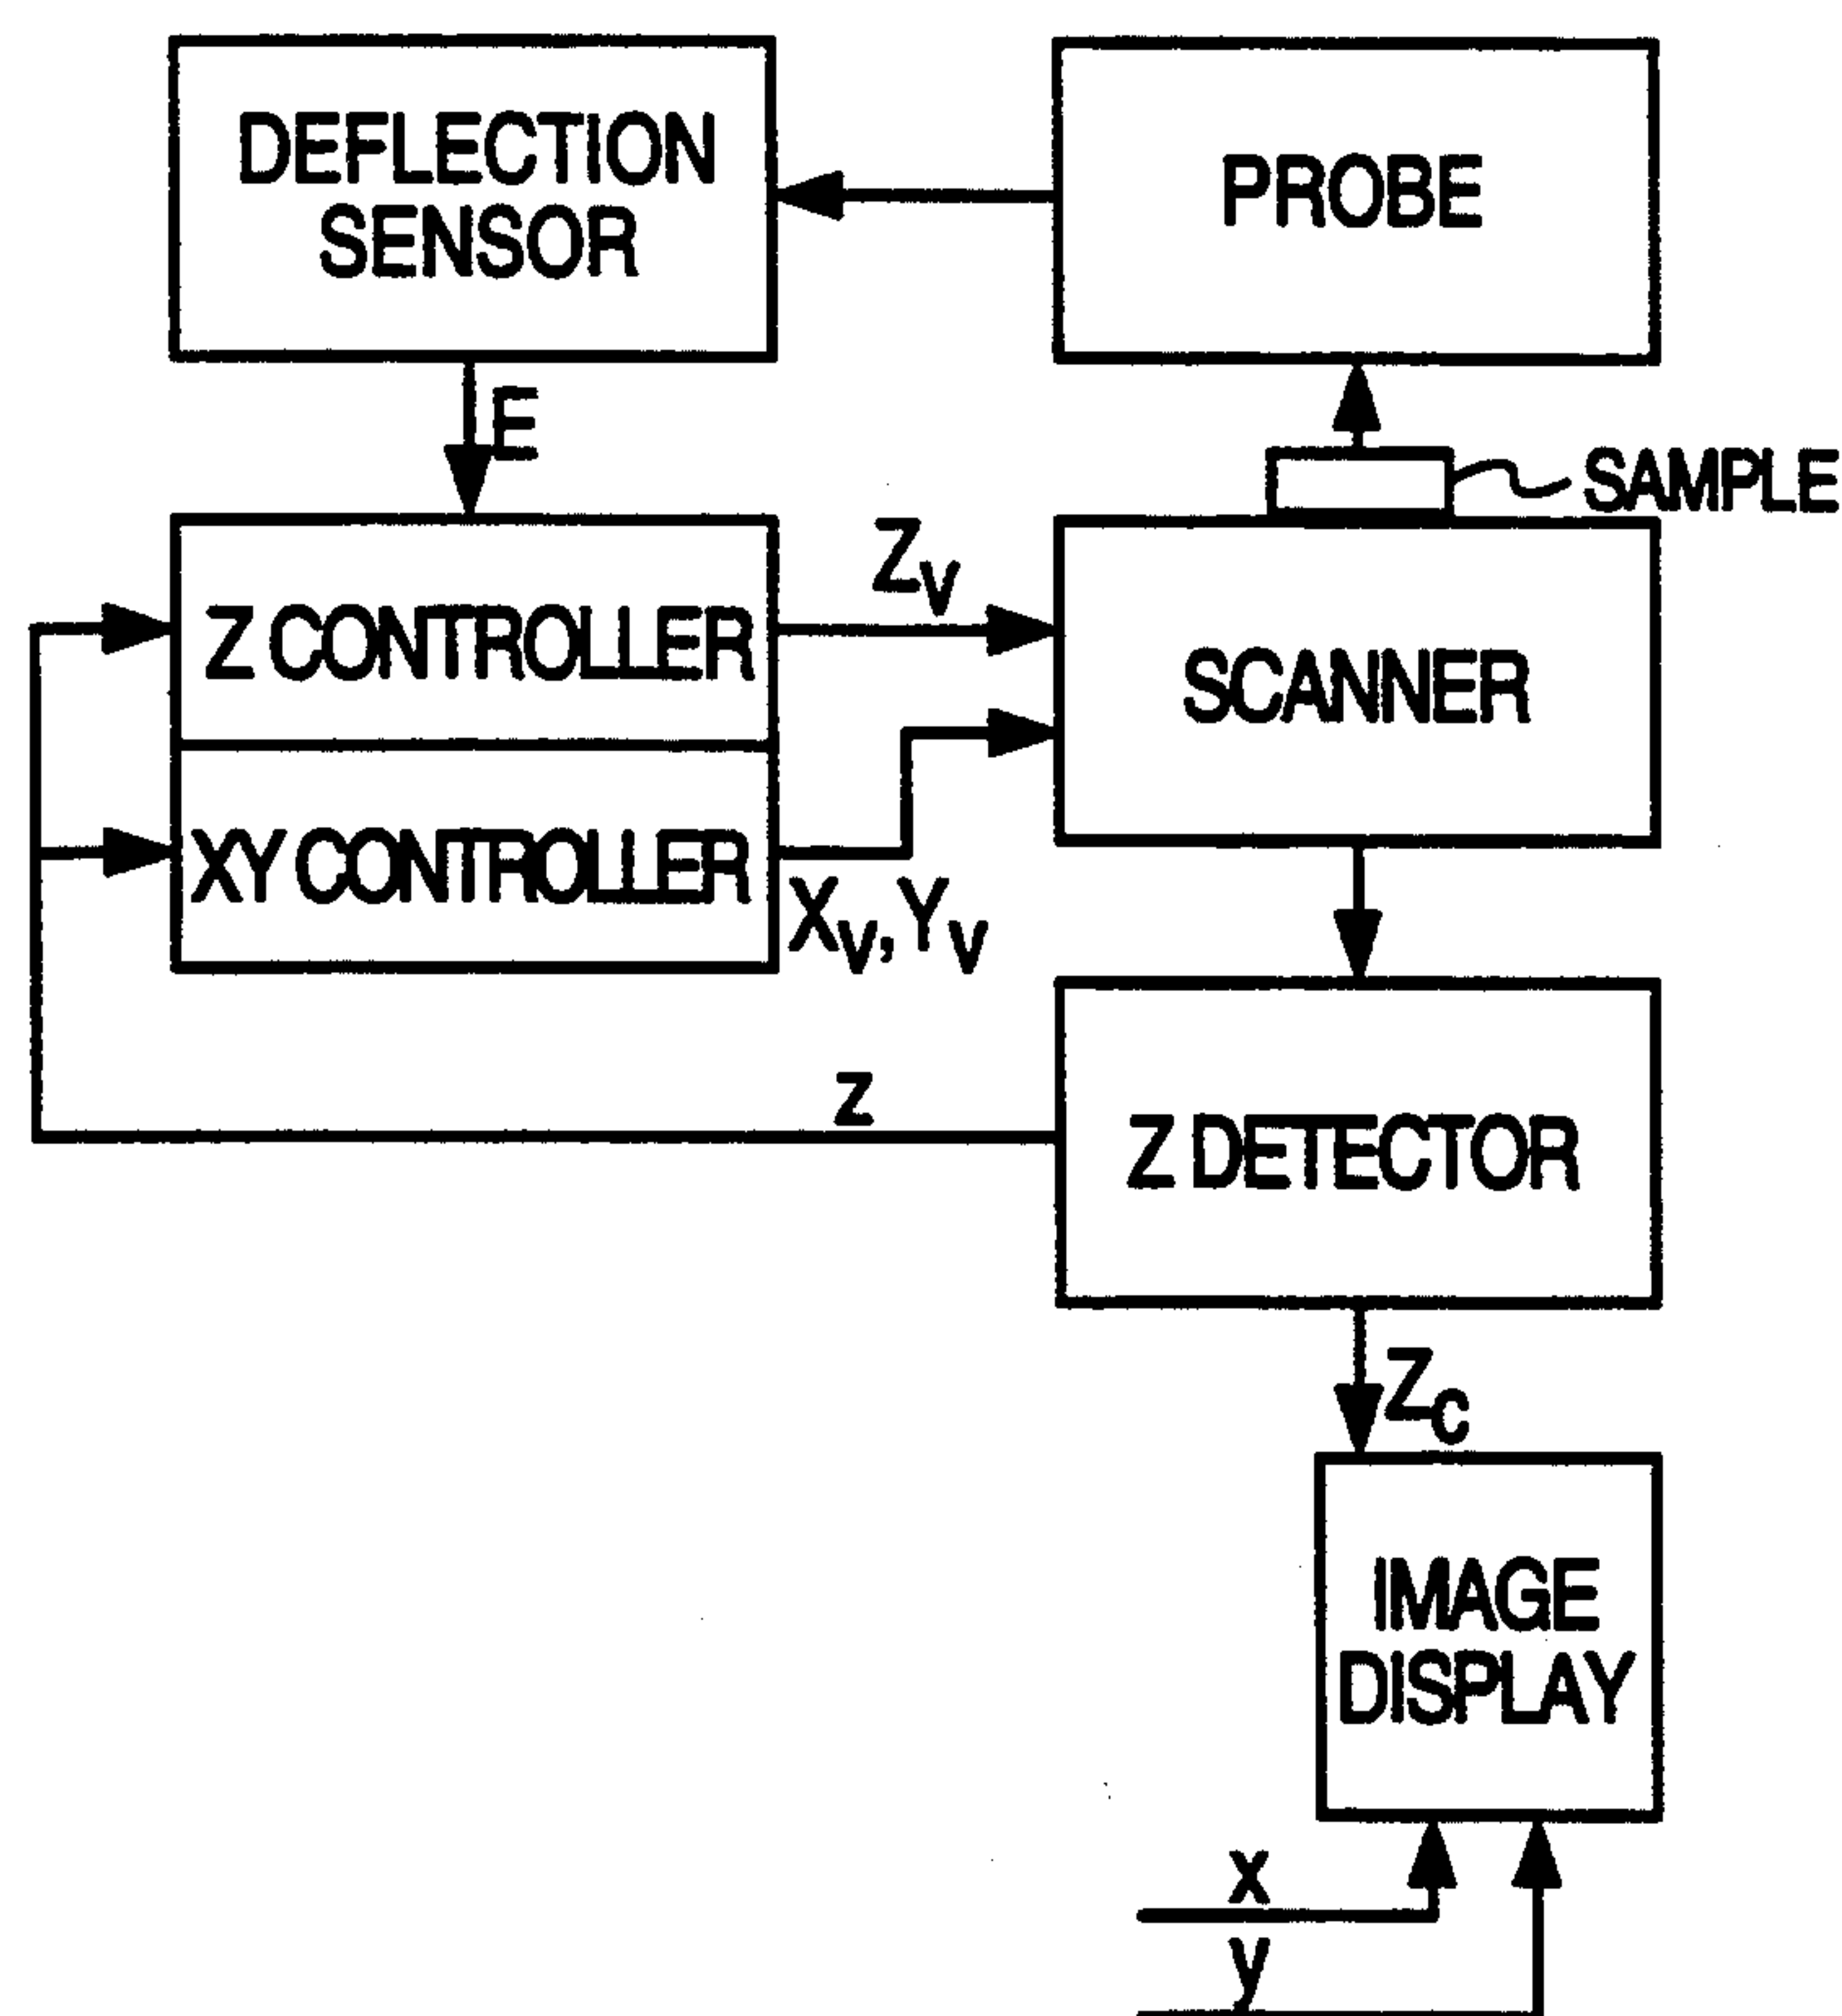 DEFLECTION
SENSOR
PROBE
E
SAMPLE
Z CONTROLLER
ZV
SCANNER
XY CONTROLLER
XV, YV
z
Z DETECTOR
ZC
IMAGE
DISPLAY
x
y